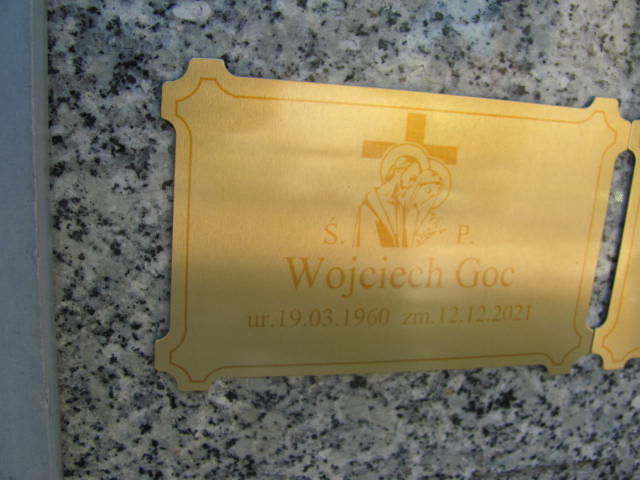 Ś. P.
Wojciech Goc
ur.19.03.1960 zm.12.12.2021